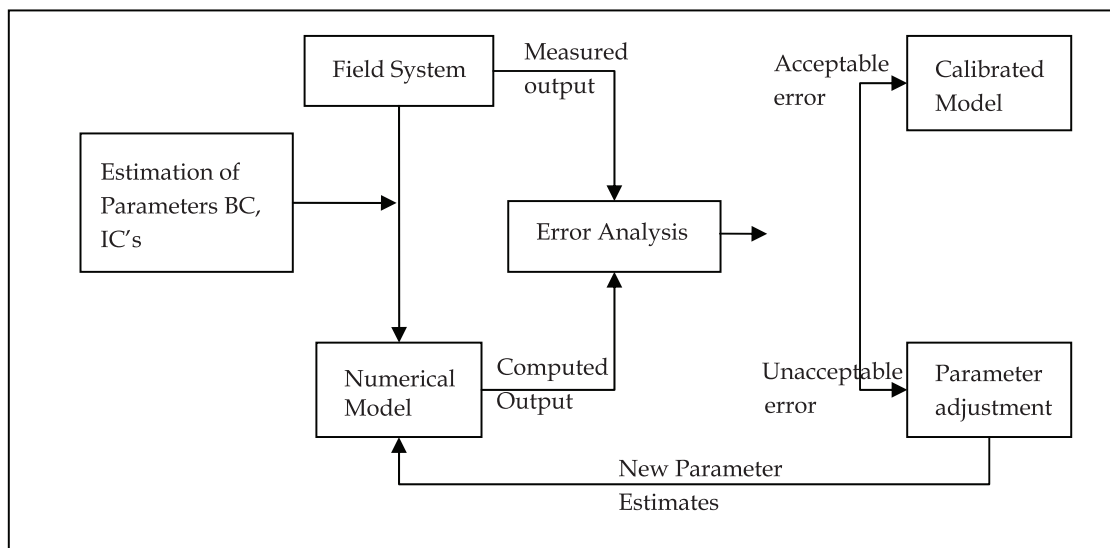 Field System
Measured
output
Acceptable
error
Calibrated
Model
Estimation of
Parameters BC,
IC’s
Error Analysis
Numerical
Model
Computed
Output
Unacceptable
error
Parameter
adjustment
New Parameter
Estimates